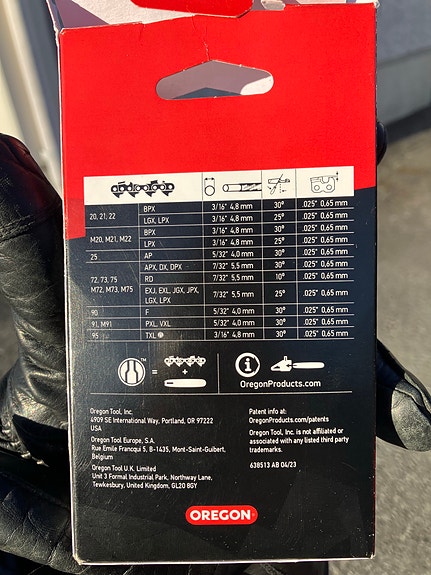 20, 21, 22 BPX 3/16" 4,8 mm 30° .025" 0,65 mm
LGX, LPX 3/16" 4,8 mm 25° .025" 0,65 mm
M20, M21, M22 BPX 3/16" 4,8 mm 30° .025" 0,65 mm
LPX 3/16" 4,8 mm 25° .025" 0,65 mm
25 AP 5/32" 4,0 mm 30° .025" 0,65 mm
72, 73, 75 APX, DX, DPX 7/32" 5,5 mm 30° .025" 0,65 mm
M72, M73, M75 RD 7/32" 5,5 mm 10° .025" 0,65 mm
EXJ, EXL, JGX, JPX, LGX, LPX 7/32" 5,5 mm 25° .025" 0,65 mm
90 F 5/32" 4,0 mm 30° .025" 0,65 mm
91, M91 PXL, VXL 5/32" 4,0 mm 30° .025" 0,65 mm
95 TXL 3/16" 4,8 mm 30° .025" 0,65 mm
TM = +
i
OregonProducts.com
Oregon Tool, Inc.
4909 SE International Way, Portland, OR 97222
USA
Oregon Tool Europe, S.A.
Rue Emile Francqui 5, B-1435, Mont-Saint-Guibert,
Belgium
Oregon Tool U.K. Limited
Unit 3 Formal Industrial Park, Northway Lane,
Tewkesbury, United Kingdom, GL20 8GY
Patent info at:
OregonProducts.com/patents
Oregon Tool, Inc. is not affiliated or
associated with any listed third party
trademarks.
638513 AB 04/23
OREGON